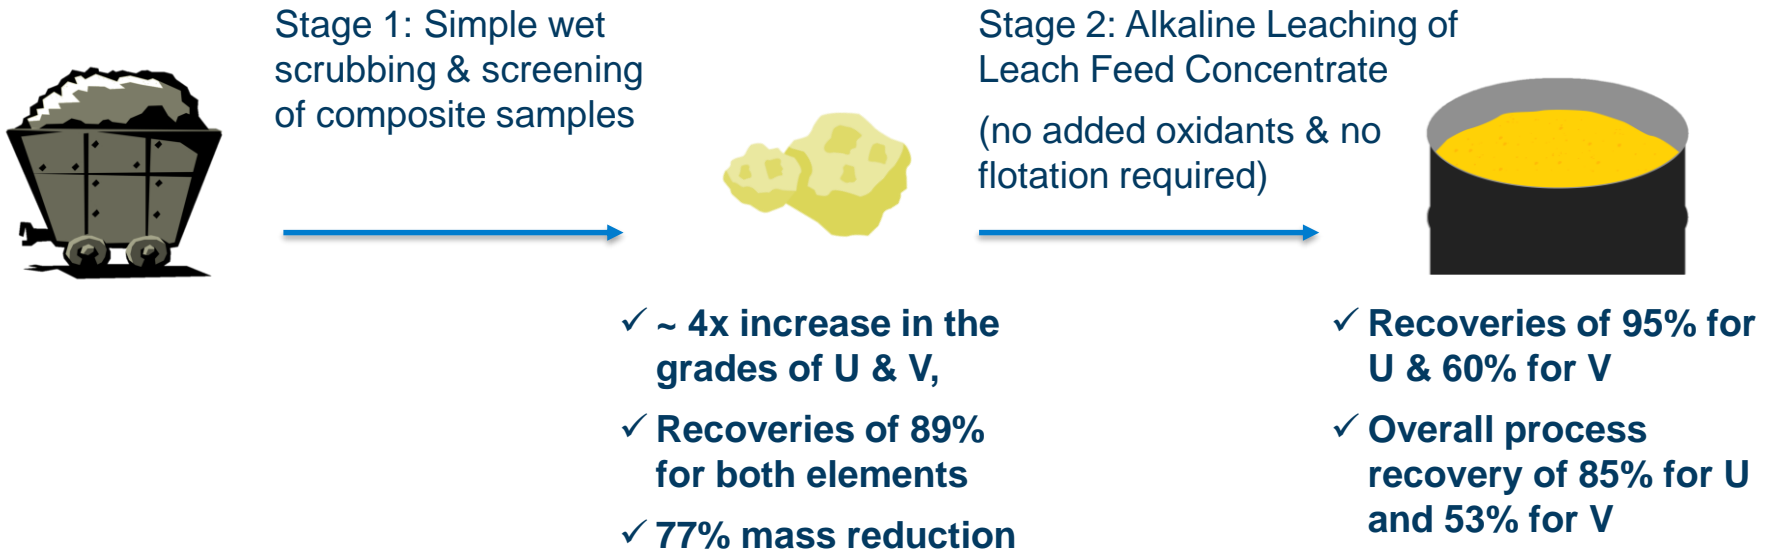 Stage 1: Simple wet
scrubbing & screening
of composite samples
Stage 2: Alkaline Leaching of
Leach Feed Concentrate
(no added oxidants & no
flotation required)
✓ ~ 4x increase in the
grades of U & V,
✓ Recoveries of 89%
for both elements
✓ 77% mass reduction
✓ Recoveries of 95% for
U & 60% for V
✓ Overall process
recovery of 85% for U
and 53% for V